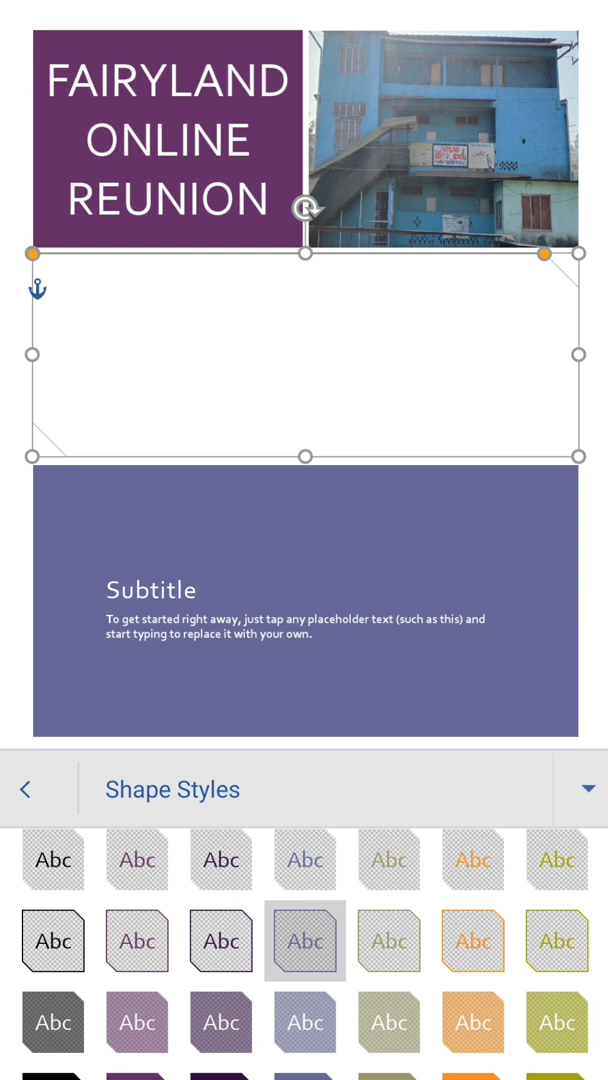 FAIRYLAND
ONLINE
REUNION
Subtitle
To get started right away, just tap any placeholder text (such as this) and
start typing to replace it with your own.
Shape Styles
Abc Abc Abc Abc Abc Abc Abc
Abc Abc Abc Abc Abc Abc Abc
Abc Abc Abc Abc Abc Abc Abc